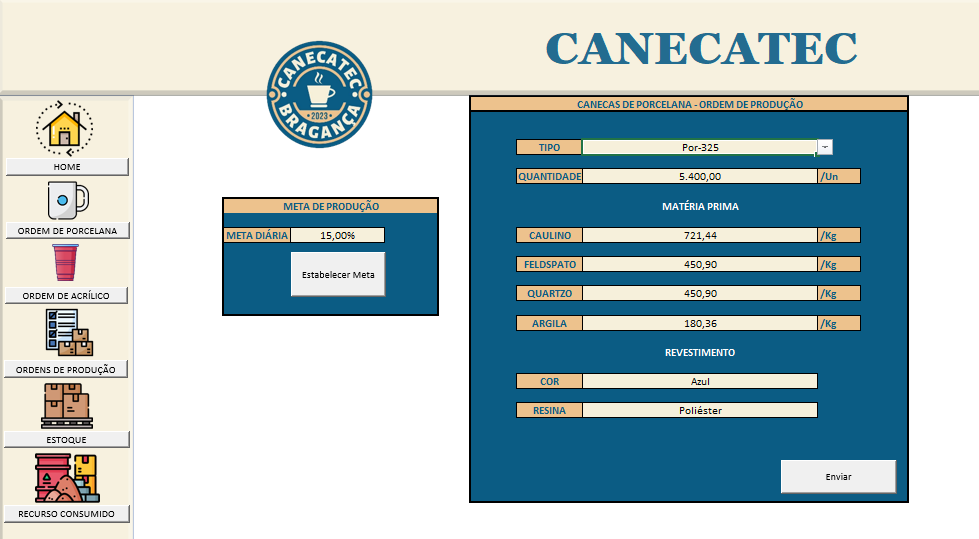 CANECATEC
CANECATEC
BRAGANÇA
•2023•
HOME
ORDEM DE PORCELANA
ORDEM DE ACRÍLICO
ORDENS DE PRODUÇÃO
ESTOQUE
RECURSO CONSUMIDO
META DE PRODUÇÃO
META DIÁRIA 15,00%
Estabelecer Meta
CANECAS DE PORCELANA - ORDEM DE PRODUÇÃO
TIPO Por-325
QUANTIDADE 5.400,00 /Un
MATÉRIA PRIMA
CAULINO 721,44 /Kg
FELDSPATO 450,90 /Kg
QUARTZO 450,90 /Kg
ARGILA 180,36 /Kg
REVESTIMENTO
COR Azul
RESINA Poliéster
Enviar